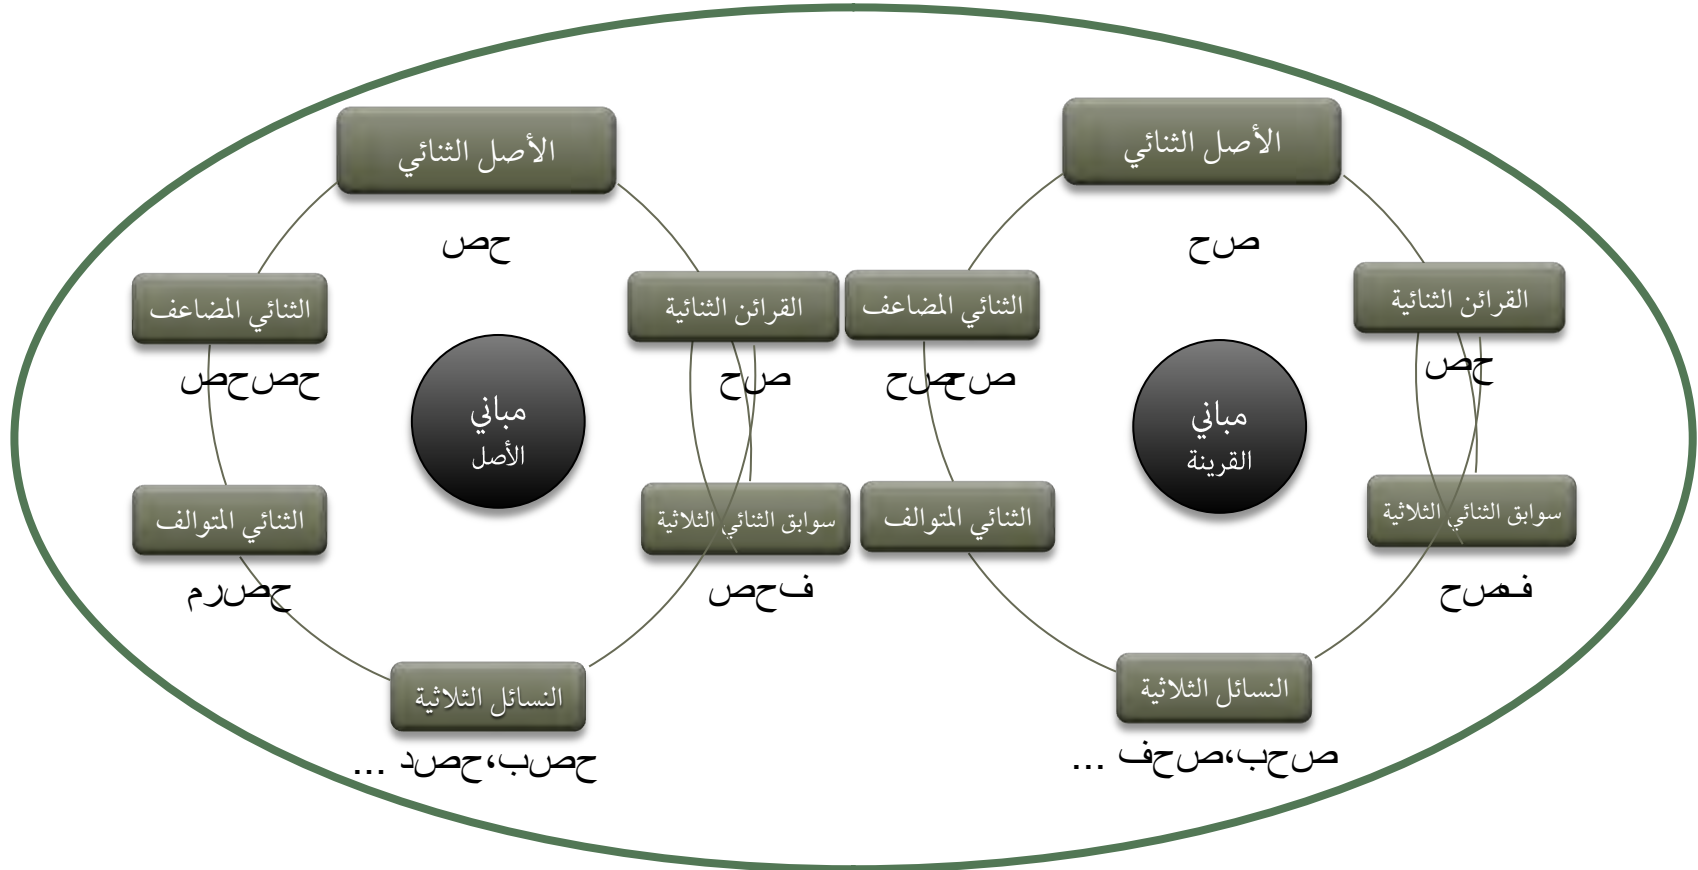 الأصل الثنائي
صح
القرائن الثنائية
حص
سوابق الثنائي الثلاثية
فصح
النسائل الثلاثية
صحب،صحف ...
الثنائي المتوالف
الثنائي المضاعف
صحصح
مباني
القرينة
الأصل الثنائي
حص
القرائن الثنائية
صح
سوابق الثنائي الثلاثية
فحص
النسائل الثلاثية
حصب،حصد ...
الثنائي المتوالف
حصرم
الثنائي المضاعف
حصحص
مباني
الأصل